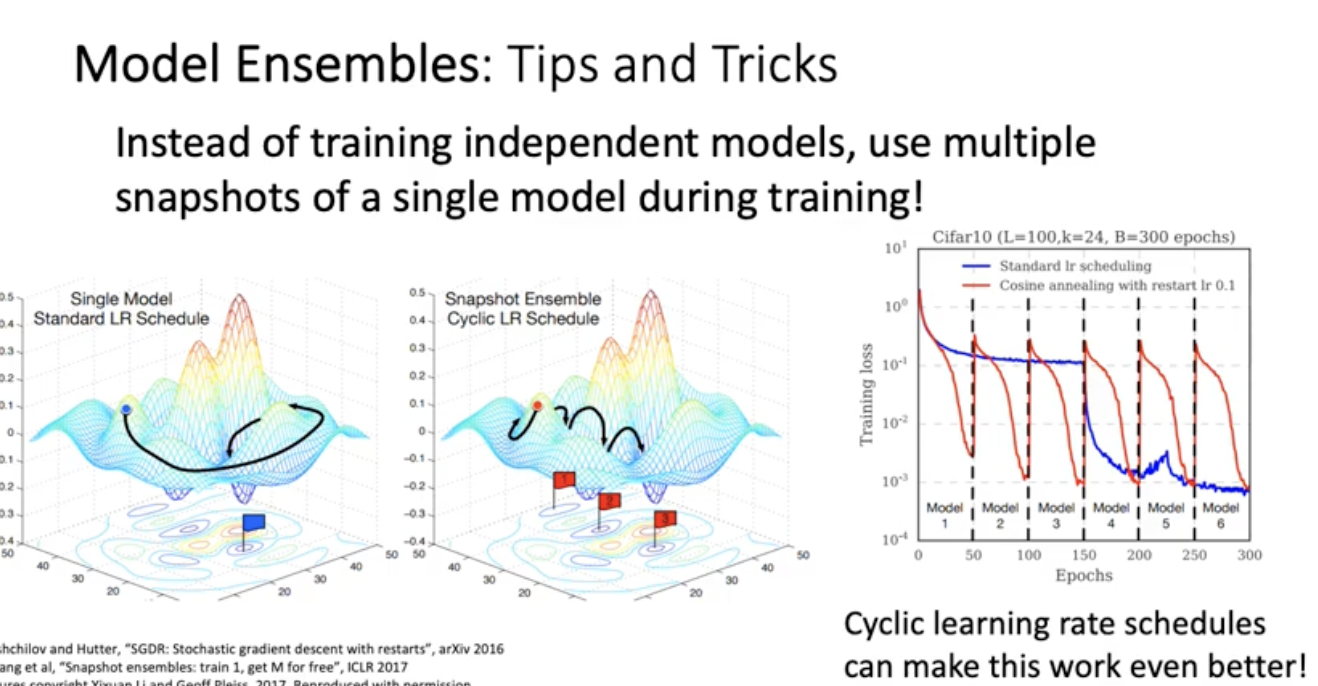 Model Ensembles: Tips and Tricks
Instead of training independent models, use multiple
snapshots of a single model during training!
Single Model
Standard LR Schedule
0.5
0.4
0.3
0.2
0.1
0
0.1
0.2
0.3
0.4
50
40
30
20
20
30
40
50
Snapshot Ensemble
Cyclic LR Schedule
0.5
0.4
0.3
0.2
0.1
0
−0.1
−0.2
−0.3
−0.4
50
40
30
20
20
30
40
50
1
2
3
Cifar10 (L=100,k=24, B=300 epochs)
Standard lr scheduling
Cosine annealing with restart lr 0.1
Training loss
10¹
10⁰
10⁻¹
10⁻²
10⁻³
10⁻⁴
Model Model Model Model Model Model
1 2 3 4 5 6
0 50 100 150 200 250 300
Epochs
Cyclic learning rate schedules
can make this work even better!
shchilov and Hutter, “SGDR: Stochastic gradient descent with restarts”, arXiv 2016
ang et al, “Snapshot ensembles: train 1, get M for free”, ICLR 2017
ures copyright Yixuan Li and Geoff Pleiss, 2017. Reproduced with permission.